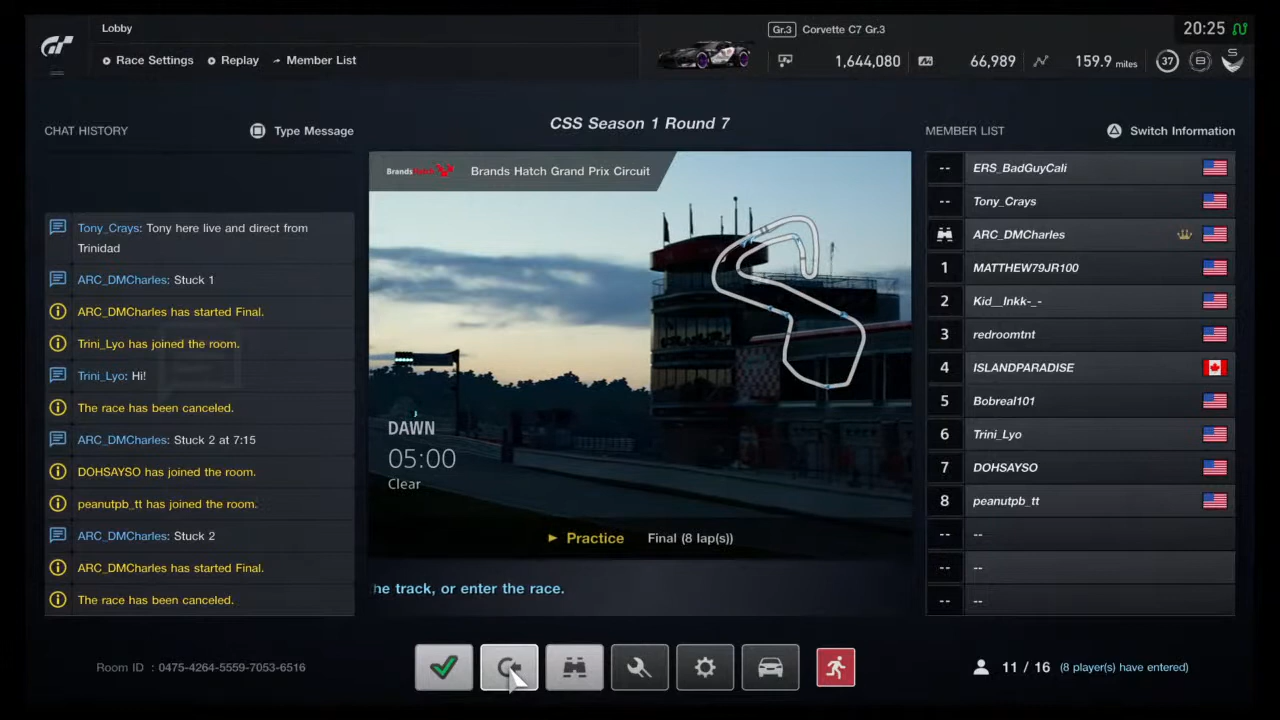 Lobby
Gr.3 Corvette C7 Gr.3
20:25
Race Settings Replay Member List
1,644,080 66,989 159.9 miles 37 B S
CSS Season 1 Round 7
CHAT HISTORY Type Message
MEMBER LIST Switch Information
Brands Hatch Brands Hatch Grand Prix Circuit
Tony_Crays: Tony here live and direct from
Trinidad
ARC_DMCharles: Stuck 1
ARC_DMCharles has started Final.
Trini_Lyo has joined the room.
Trini_Lyo: Hi!
The race has been canceled.
ARC_DMCharles: Stuck 2 at 7:15
DOHSAYSO has joined the room.
peanutpb_tt has joined the room.
ARC_DMCharles: Stuck 2
ARC_DMCharles has started Final.
The race has been canceled.
DAWN
05:00
Clear
Practice Final (8 lap(s))
he track, or enter the race.
-- ERS_BadGuyCali
-- Tony_Crays
ARC_DMCharles
1 MATTHEW79JR100
2 Kid__Inkk-_-
3 redroomtnt
4 ISLANDPARADISE
5 Bobreal101
6 Trini_Lyo
7 DOHSAYSO
8 peanutpb_tt
-- --
-- --
-- --
Room ID : 0475-4264-5559-7053-6516
11 / 16 (8 player(s) have entered)